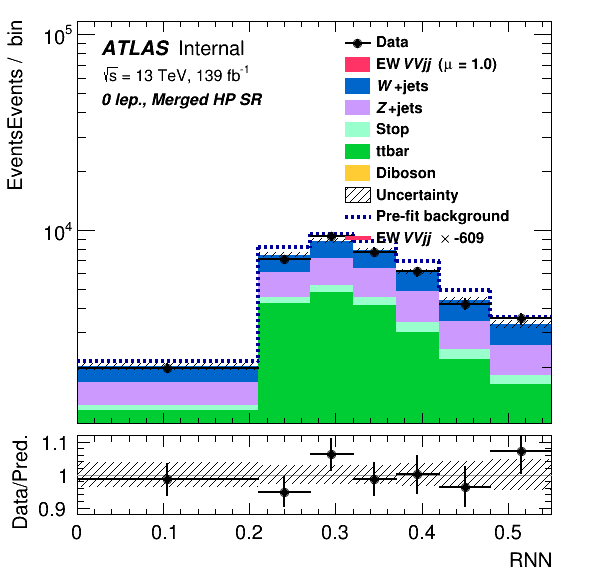 EventsEvents / bin
10⁵
10⁴
ATLAS Internal
√s = 13 TeV, 139 fb⁻¹
0 lep., Merged HP SR
Data
EW VVjj (μ = 1.0)
W+jets
Z+jets
Stop
ttbar
Diboson
Uncertainty
Pre-fit background
EW VVjj × -609
Data/Pred.
1.1
1
0.9
0 0.1 0.2 0.3 0.4 0.5
RNN